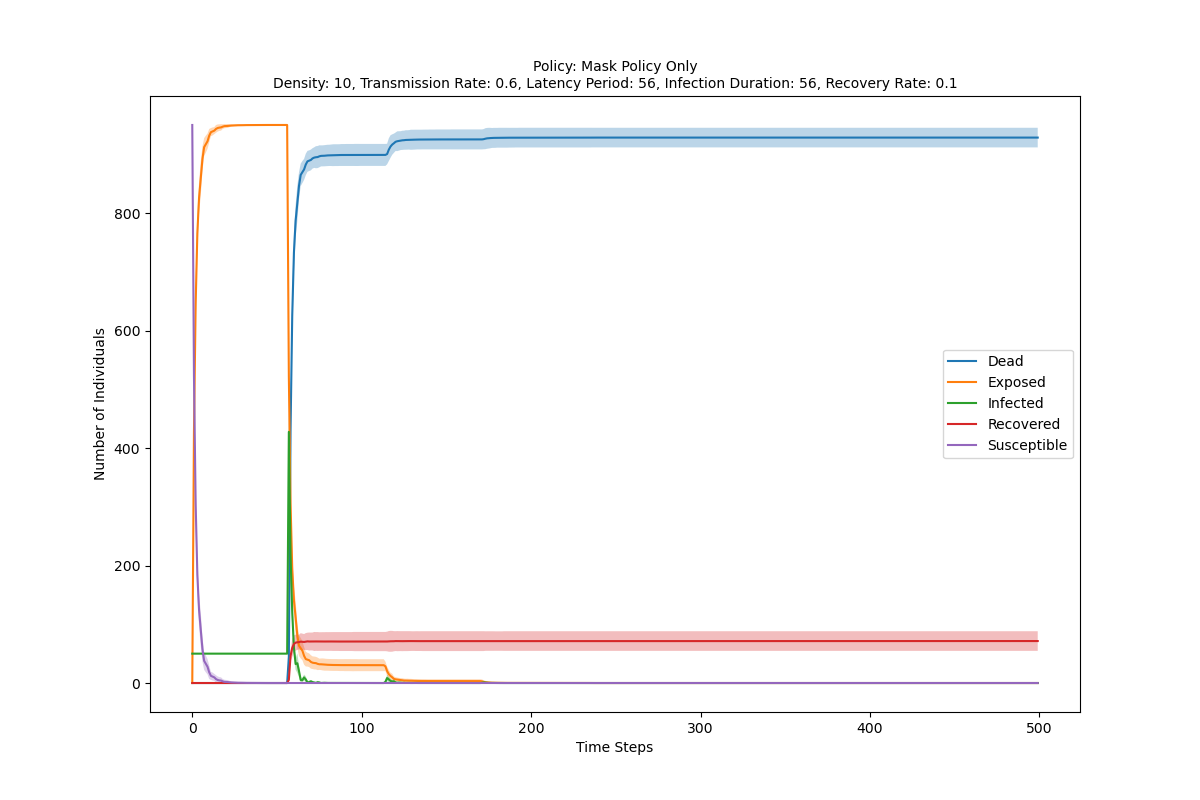 Policy: Mask Policy Only
Density: 10, Transmission Rate: 0.6, Latency Period: 56, Infection Duration: 56, Recovery Rate: 0.1
Number of Individuals
800
600
400
200
0
Dead
Exposed
Infected
Recovered
Susceptible
0 100 200 300 400 500
Time Steps